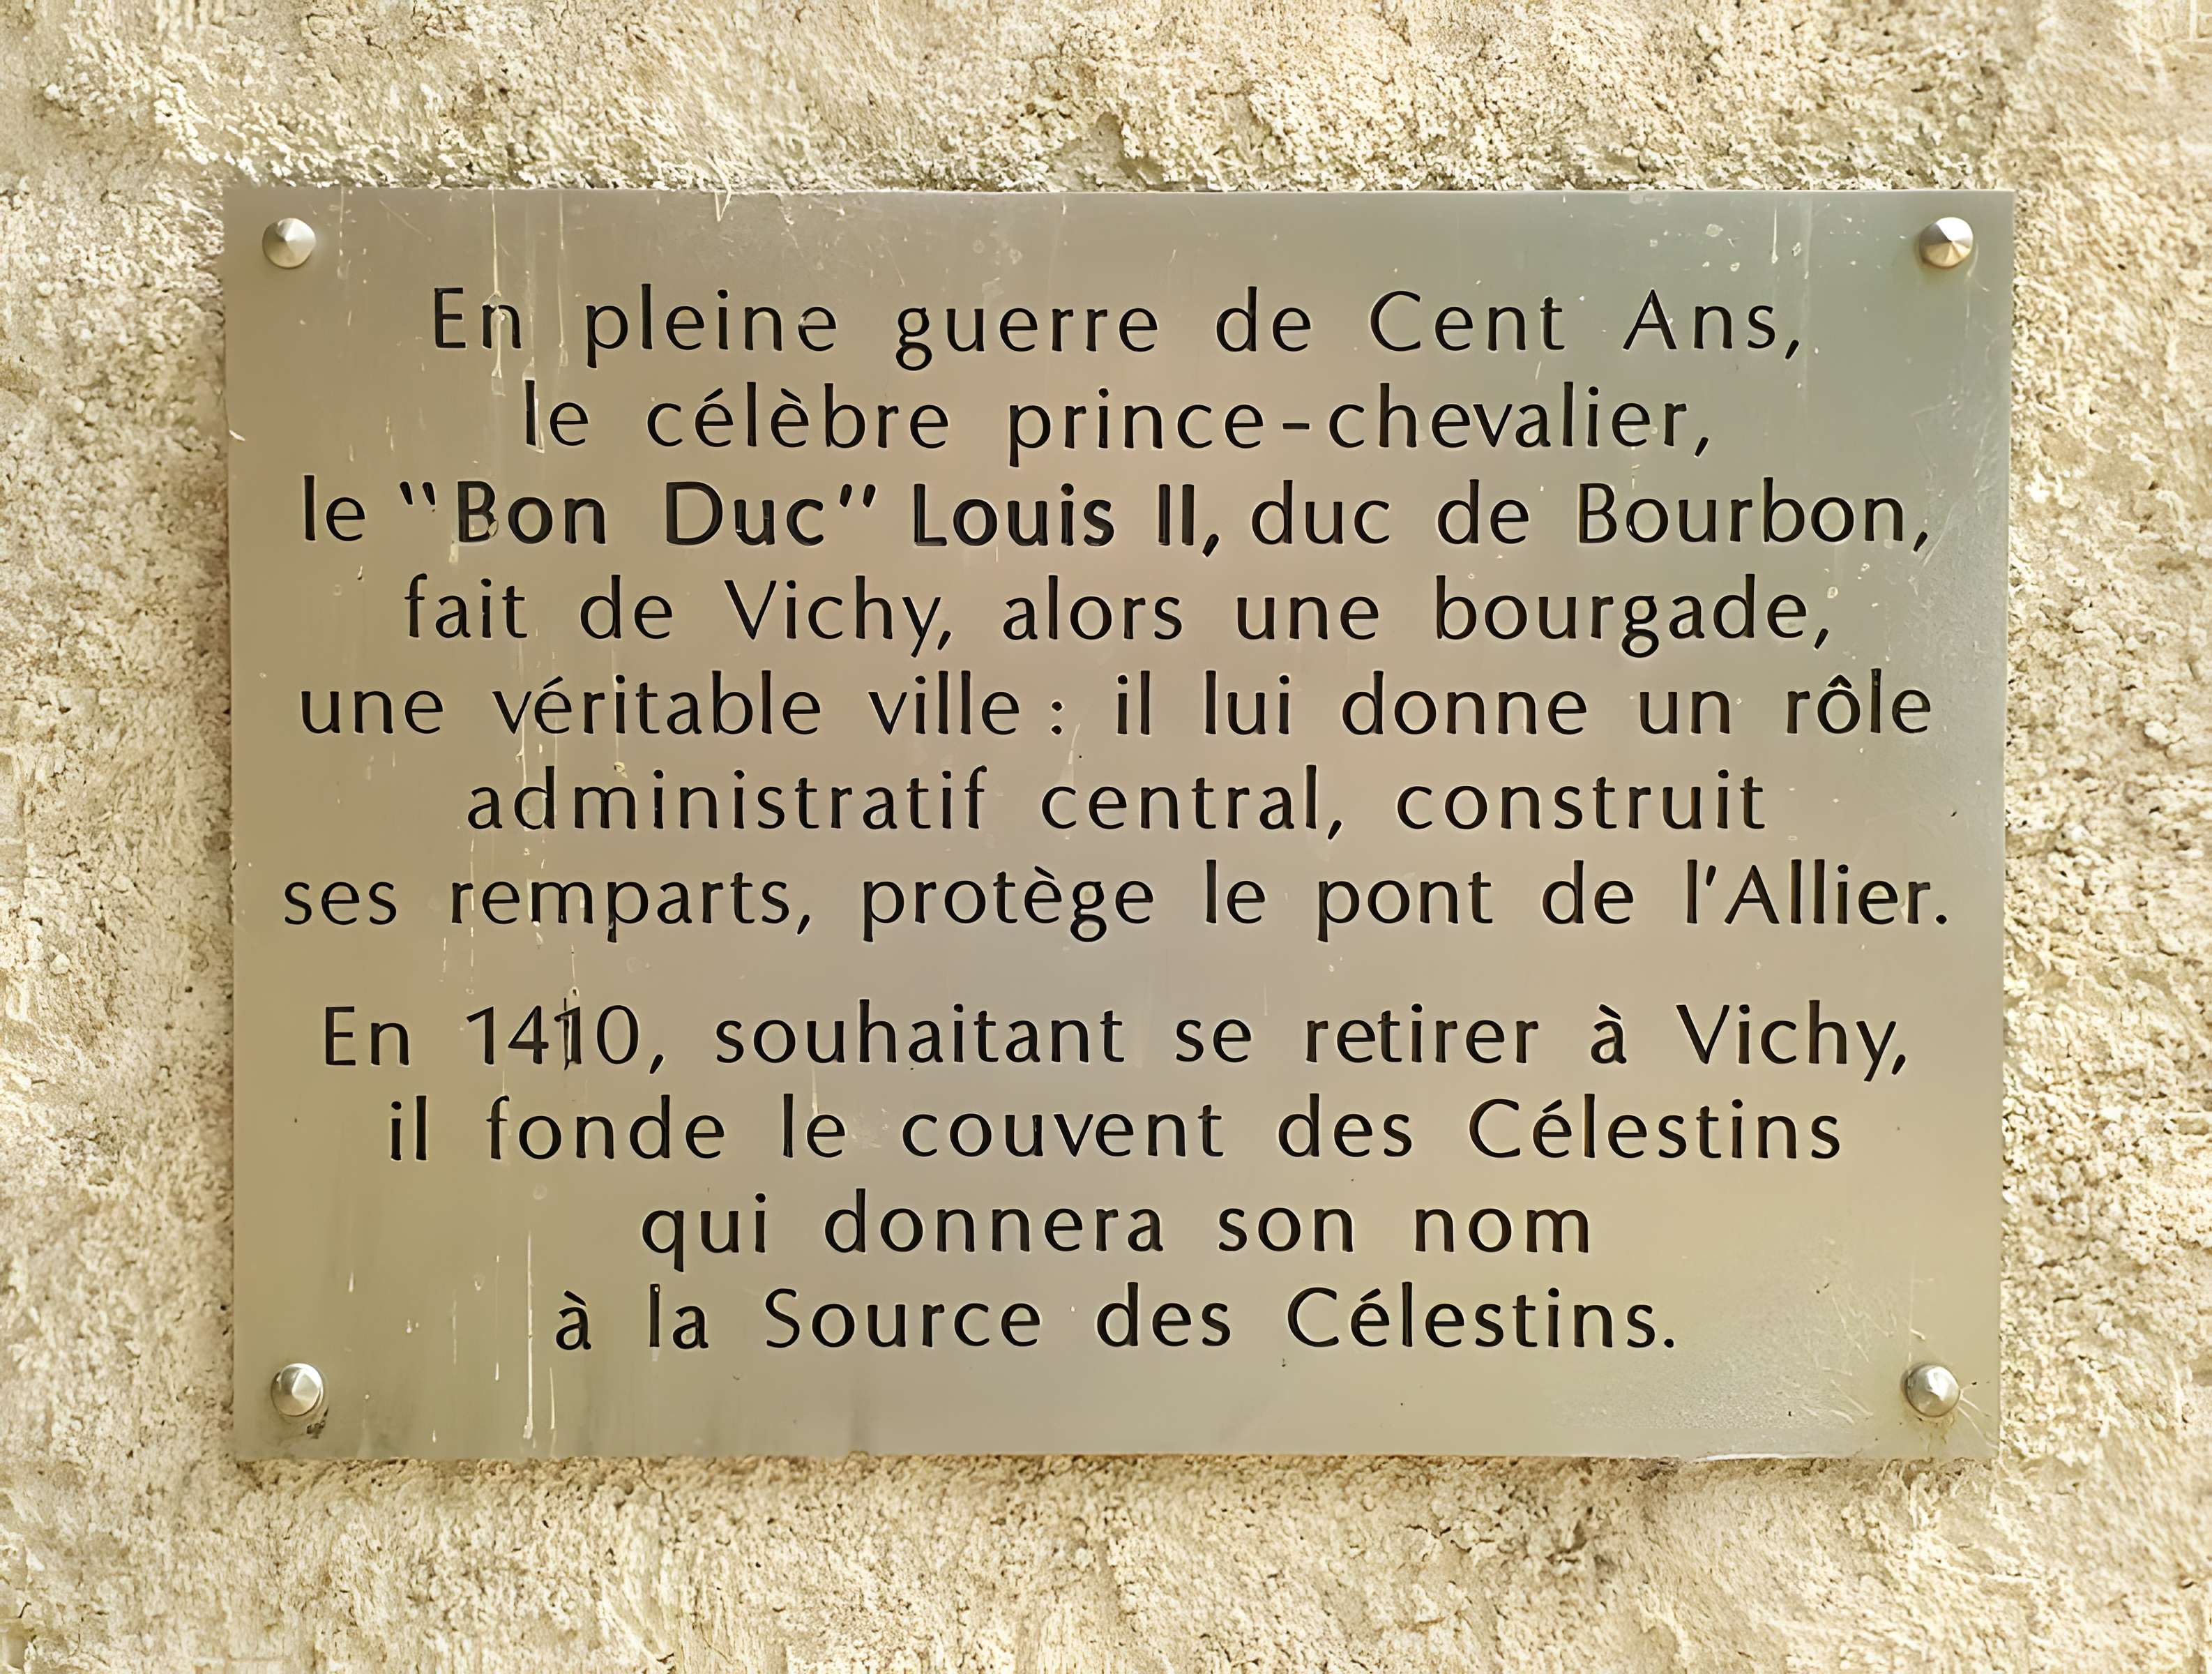 En pleine guerre de Cent Ans,
le célèbre prince-chevalier,
le "Bon Duc" Louis II, duc de Bourbon,
fait de Vichy, alors une bourgade,
une véritable ville : il lui donne un rôle
administratif central, construit
ses remparts, protège le pont de l'Allier.
En 1410, souhaitant se retirer à Vichy,
il fonde le couvent des Célestins
qui donnera son nom
à la Source des Célestins.